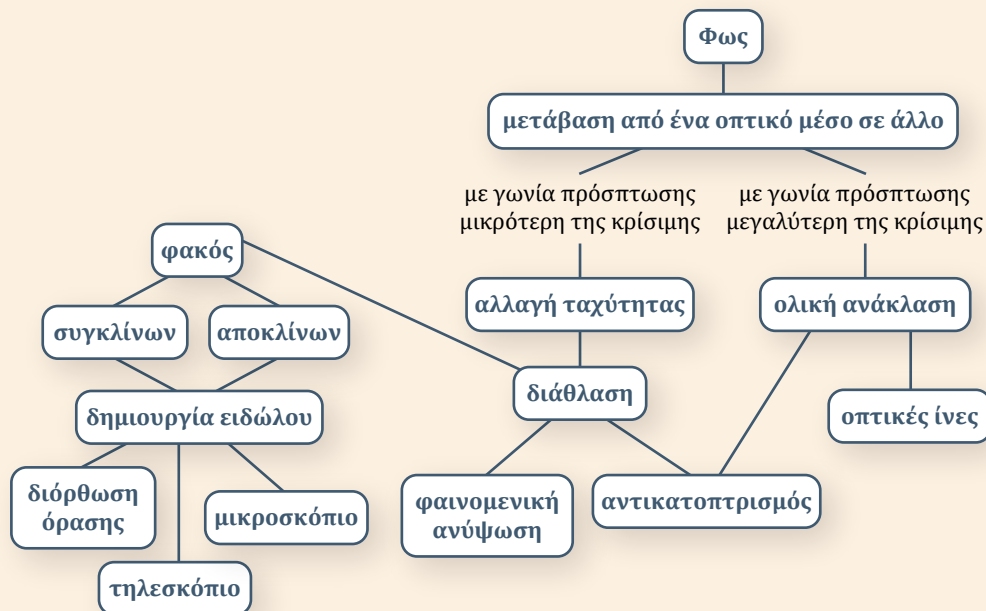 Φως
μετάβαση από ένα οπτικό μέσο σε άλλο
με γωνία πρόσπτωσης
μικρότερη της κρίσιμης
με γωνία πρόσπτωσης
μεγαλύτερη της κρίσιμης
φακός
αλλαγή ταχύτητας
ολική ανάκλαση
συγκλίνων
αποκλίνων
διάθλαση
δημιουργία ειδώλου
οπτικές ίνες
διόρθωση
όρασης
μικροσκόπιο
φαινομενική
ανύψωση
αντικατοπτρισμός
τηλεσκόπιο